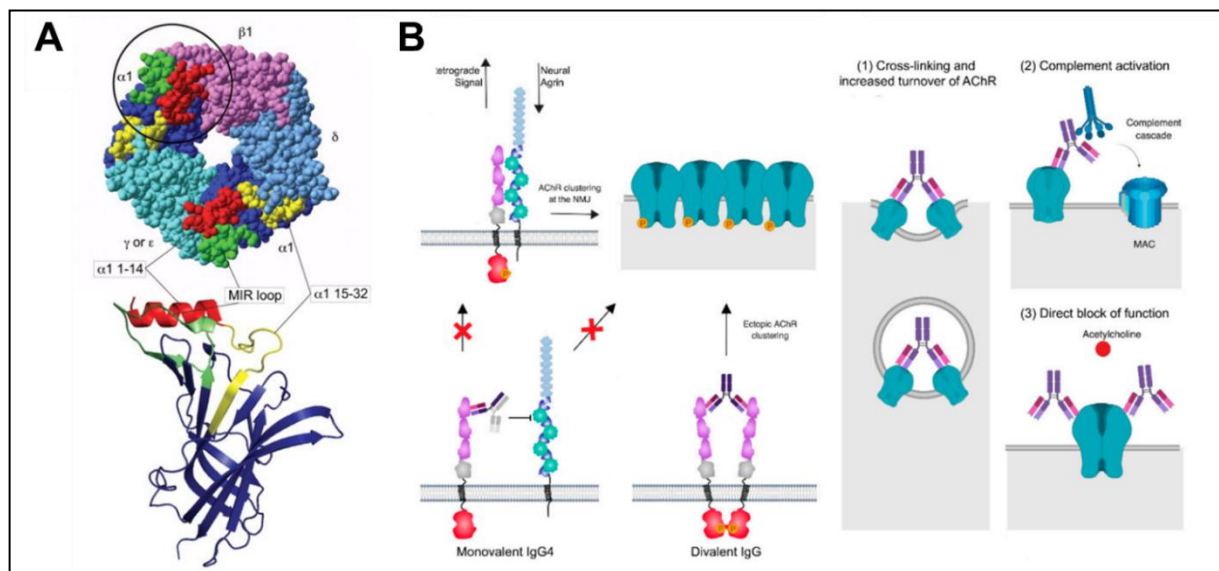 A
β1
α1
δ
γ or ε
α1
α1 1-14
MIR loop
α1 15-32
B
etrograde
Signal
Neural
Agrin
AChR clustering
at the NMJ
P
P
P
P
P
Ectopic AChR
clustering
P
P
Monovalent IgG4
Divalent IgG
(1) Cross-linking and
increased turnover of AChR
(2) Complement activation
Complement
cascade
MAC
(3) Direct block of function
Acetylcholine